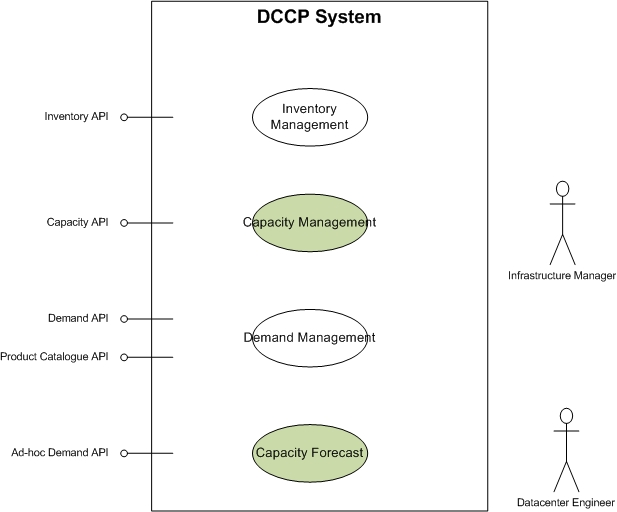 DCCP System
Inventory API
Inventory
Management
Capacity API
Capacity Management
Infrastructure Manager
Demand API
Demand Management
Product Catalogue API
Ad-hoc Demand API
Capacity Forecast
Datacenter Engineer